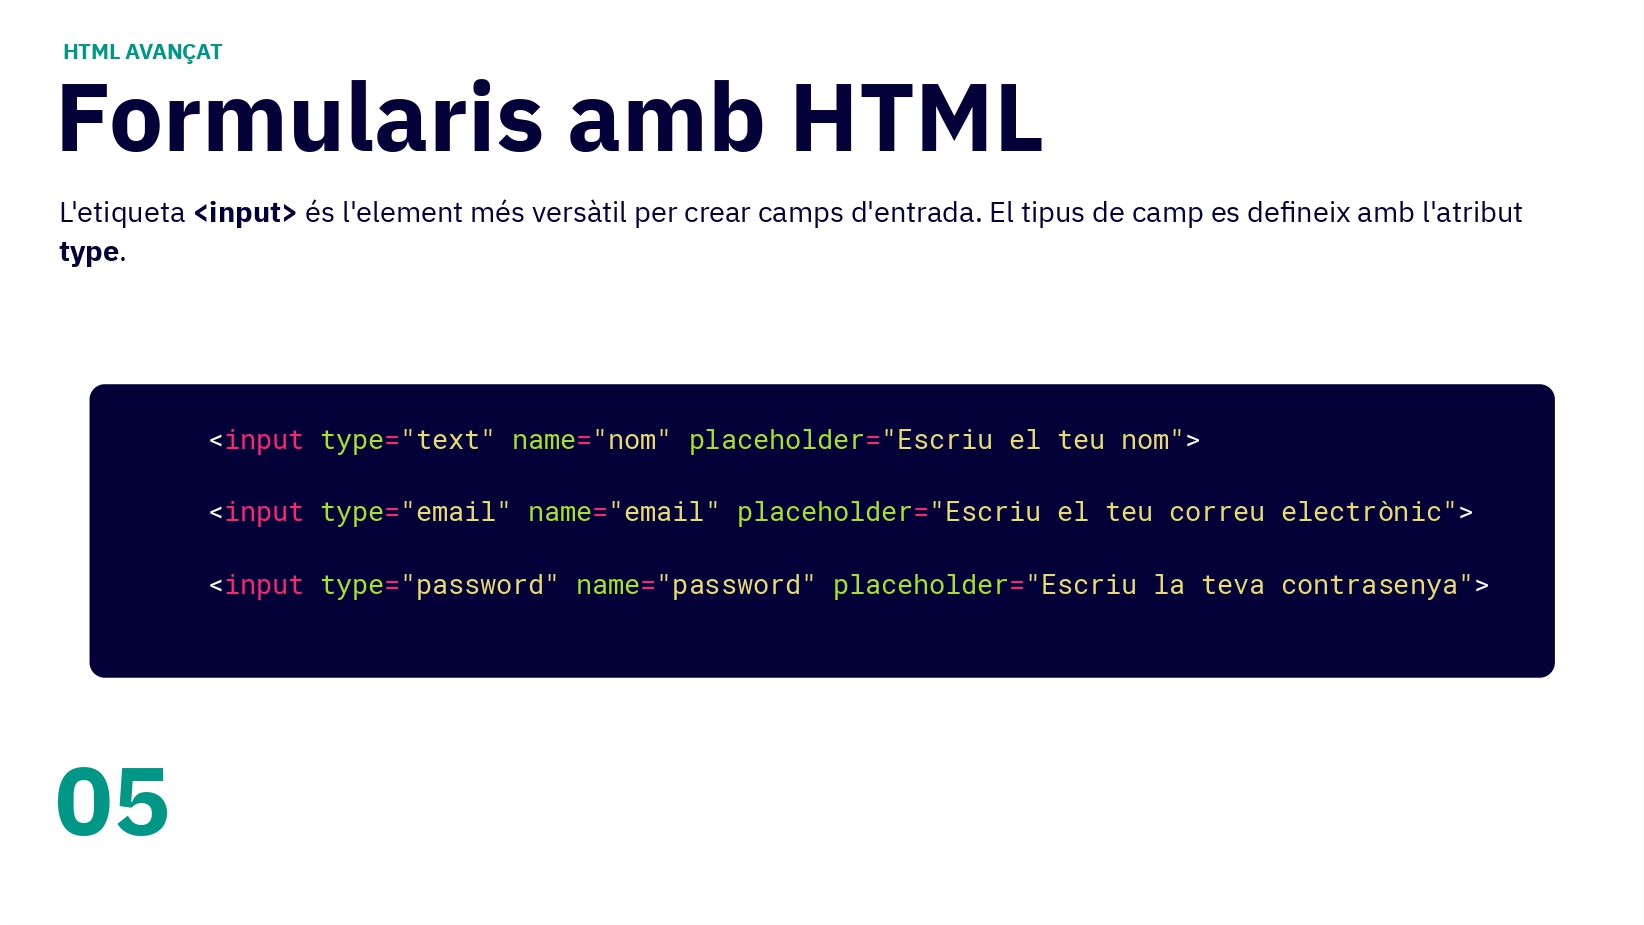 HTML AVANÇAT
Formularis amb HTML
L'etiqueta <input> és l'element més versàtil per crear camps d'entrada. El tipus de camp es defineix amb l'atribut
type.
<input type="text" name="nom" placeholder="Escriu el teu nom">
<input type="email" name="email" placeholder="Escriu el teu correu electrònic">
<input type="password" name="password" placeholder="Escriu la teva contrasenya">
05